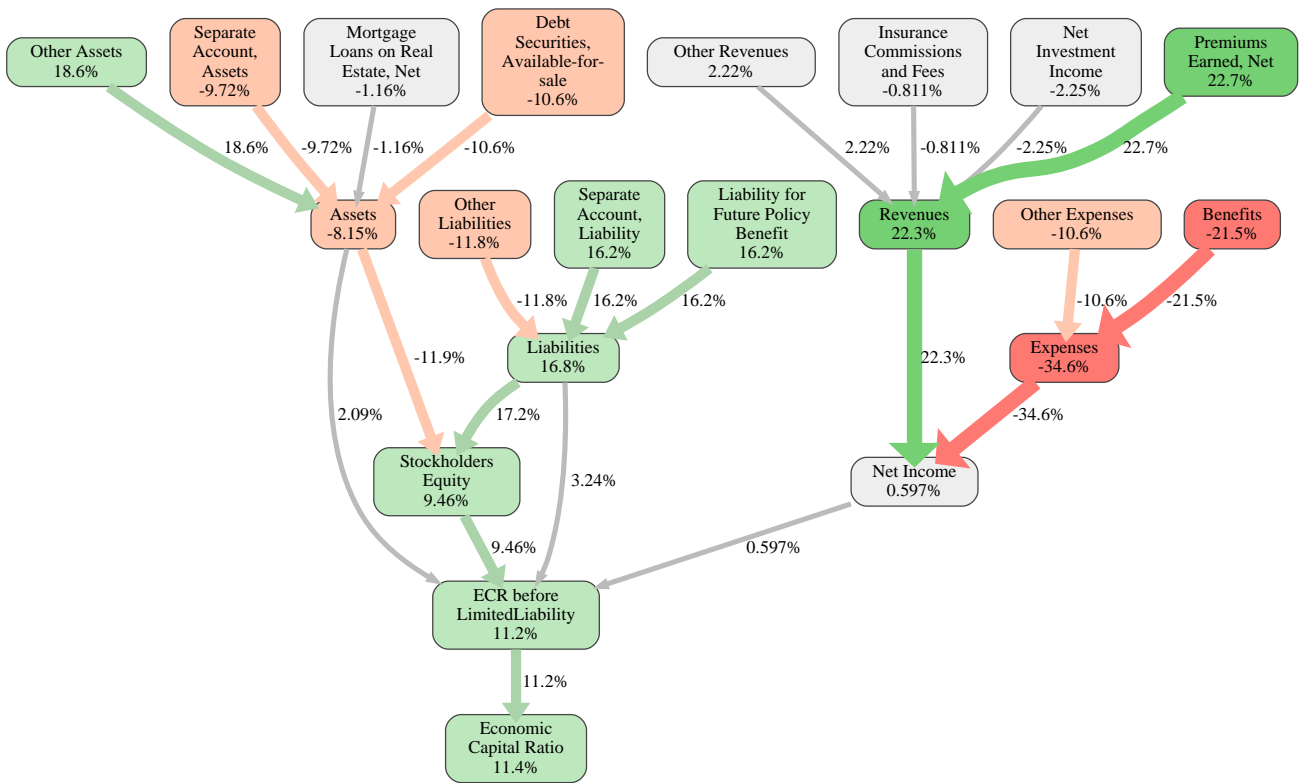 Other Assets
18.6%
Separate
Account,
Assets
-9.72%
Mortgage
Loans on Real
Estate, Net
-1.16%
Debt
Securities,
Available-for-
sale
-10.6%
Other Revenues
2.22%
Insurance
Commissions
and Fees
-0.811%
Net
Investment
Income
-2.25%
Premiums
Earned, Net
22.7%
18.6%
-9.72%
-1.16%
-10.6%
2.22%
-0.811%
-2.25%
22.7%
Assets
-8.15%
Other
Liabilities
-11.8%
Separate
Account,
Liability
16.2%
Liability for
Future Policy
Benefit
16.2%
Revenues
22.3%
Other Expenses
-10.6%
Benefits
-21.5%
-11.8%
16.2%
16.2%
-10.6%
-21.5%
Liabilities
16.8%
Expenses
-34.6%
-11.9%
22.3%
2.09%
17.2%
-34.6%
Stockholders
Equity
9.46%
3.24%
Net Income
0.597%
9.46%
0.597%
ECR before
LimitedLiability
11.2%
11.2%
Economic
Capital Ratio
11.4%